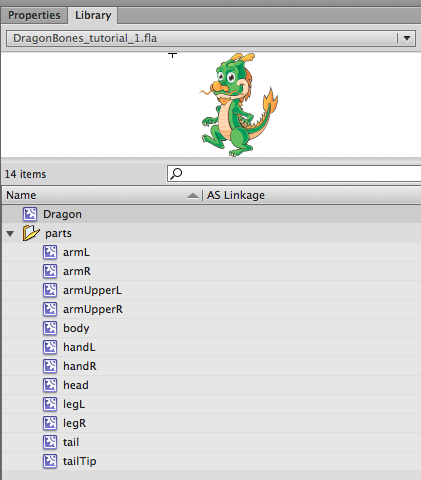 Properties Library
DragonBones_tutorial_1.fla
14 items
Name AS Linkage
Dragon
parts
armL
armR
armUpperL
armUpperR
body
handL
handR
head
legL
legR
tail
tailTip